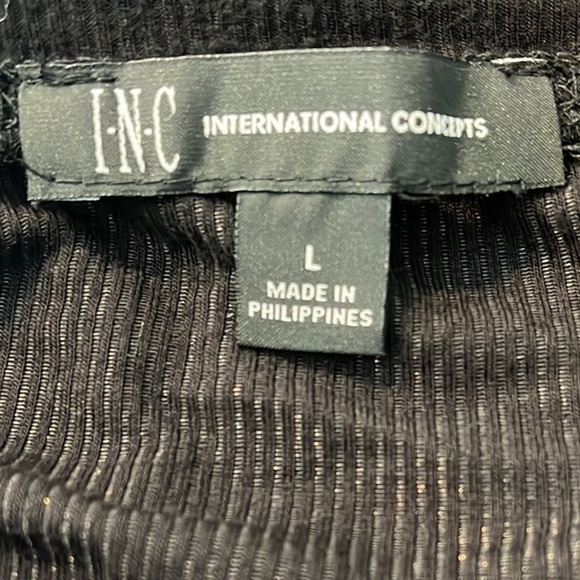 I·N·C INTERNATIONAL CONCEPTS
L
MADE IN
PHILIPPINES